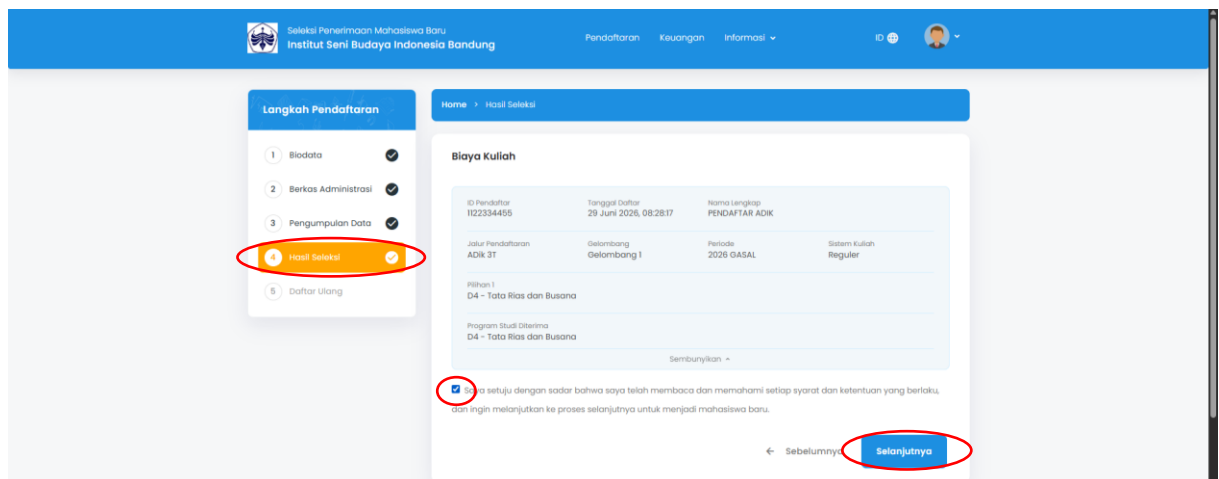 Seleksi Penerimaan Mahasiswa Baru
Institut Seni Budaya Indonesia Bandung
Pendaftaran Keuangan Informasi ID
Langkah Pendaftaran
1 Biodata
2 Berkas Administrasi
3 Pengumpulan Data
4 Hasil Seleksi
5 Daftar Ulang
Home > Hasil Seleksi
Biaya Kuliah
ID Pendaftar Tanggal Daftar Nama Lengkap
1122334455 29 Juni 2026, 08:28:17 PENDAFTAR ADIK
Jalur Pendaftaran Gelombang Periode Sistem Kuliah
ADik 3T Gelombang 1 2026 GASAL Reguler
Pilihan 1
D4 - Tata Rias dan Busana
Program Studi Diterima
D4 - Tata Rias dan Busana
Sembunyikan
Saya setuju dengan sadar bahwa saya telah membaca dan memahami setiap syarat dan ketentuan yang berlaku,
dan ingin melanjutkan ke proses selanjutnya untuk menjadi mahasiswa baru.
← Sebelumnya Selanjutnya